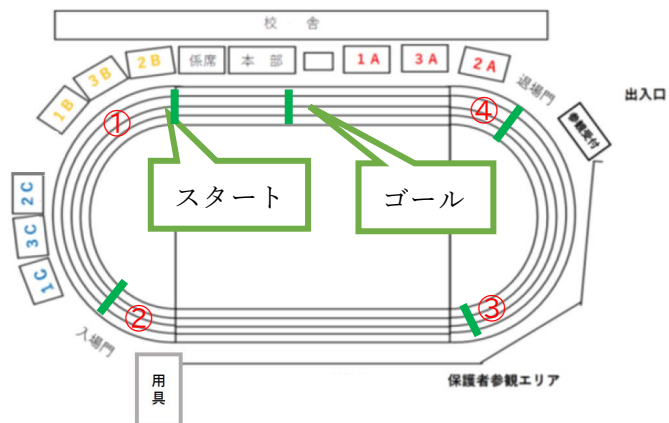 校 舎
1B
3B
2B
係席
本 部
1A
3A
2A
退場門
出入口
参観受付
①
④
スタート
ゴール
2C
3C
1C
②
③
入場門
用具
保護者参観エリア